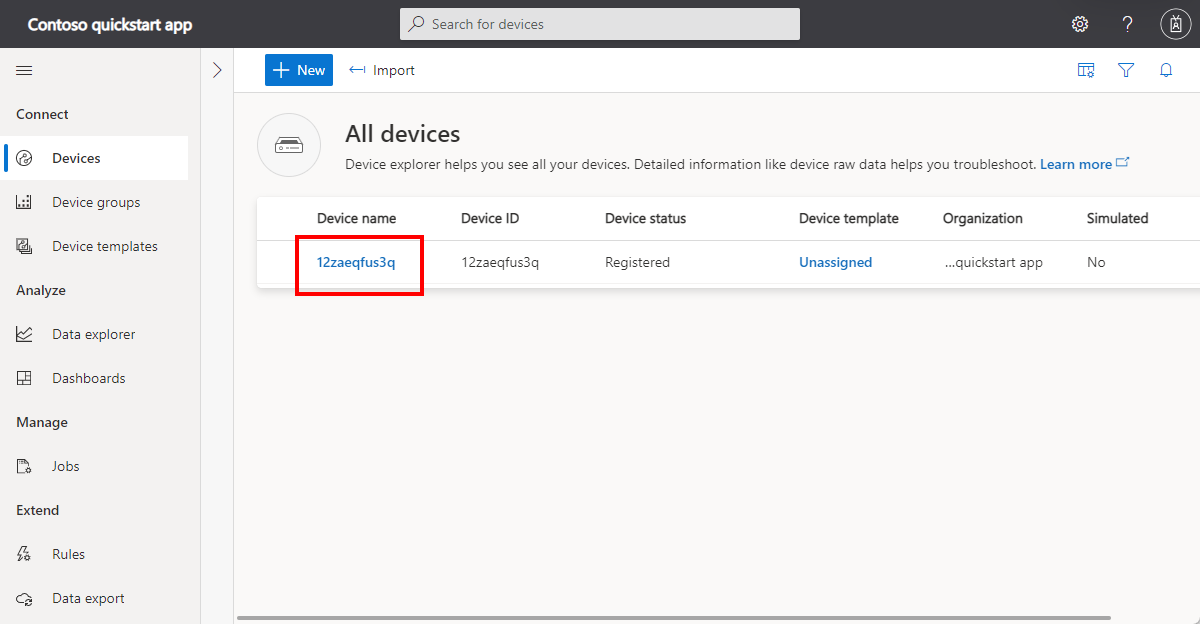 Contoso quickstart app
Search for devices
?
New
Import
Connect
Devices
Device groups
Device templates
Analyze
Data explorer
Dashboards
Manage
Jobs
Extend
Rules
Data export
All devices
Device explorer helps you see all your devices. Detailed information like device raw data helps you troubleshoot. Learn more
Device name Device ID Device status Device template Organization Simulated
12zaeqfus3q 12zaeqfus3q Registered Unassigned ...quickstart app No